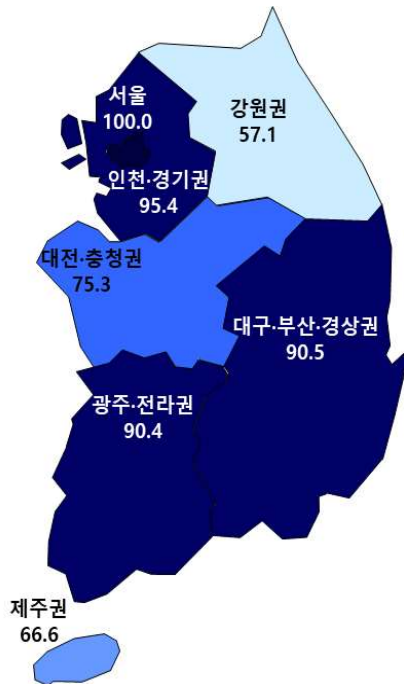 서울
100.0
강원권
57.1
인천·경기권
95.4
대전·충청권
75.3
대구·부산·경상권
90.5
광주·전라권
90.4
제주권
66.6